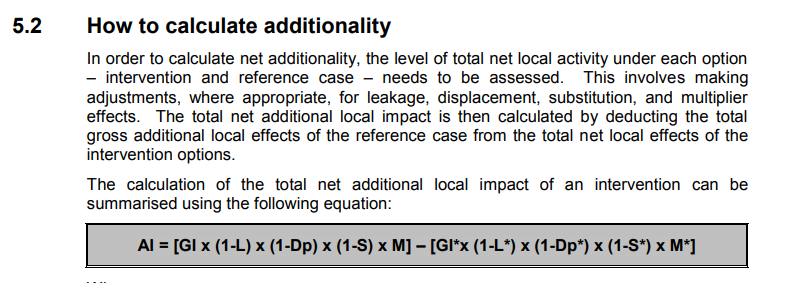 5.2 How to calculate additionality
In order to calculate net additionality, the level of total net local activity under each option
– intervention and reference case – needs to be assessed. This involves making
adjustments, where appropriate, for leakage, displacement, substitution, and multiplier
effects. The total net additional local impact is then calculated by deducting the total
gross additional local effects of the reference case from the total net local effects of the
intervention options.
The calculation of the total net additional local impact of an intervention can be
summarised using the following equation:
AI = [GI x (1-L) x (1-Dp) x (1-S) x M] – [GI*x (1-L*) x (1-Dp*) x (1-S*) x M*]